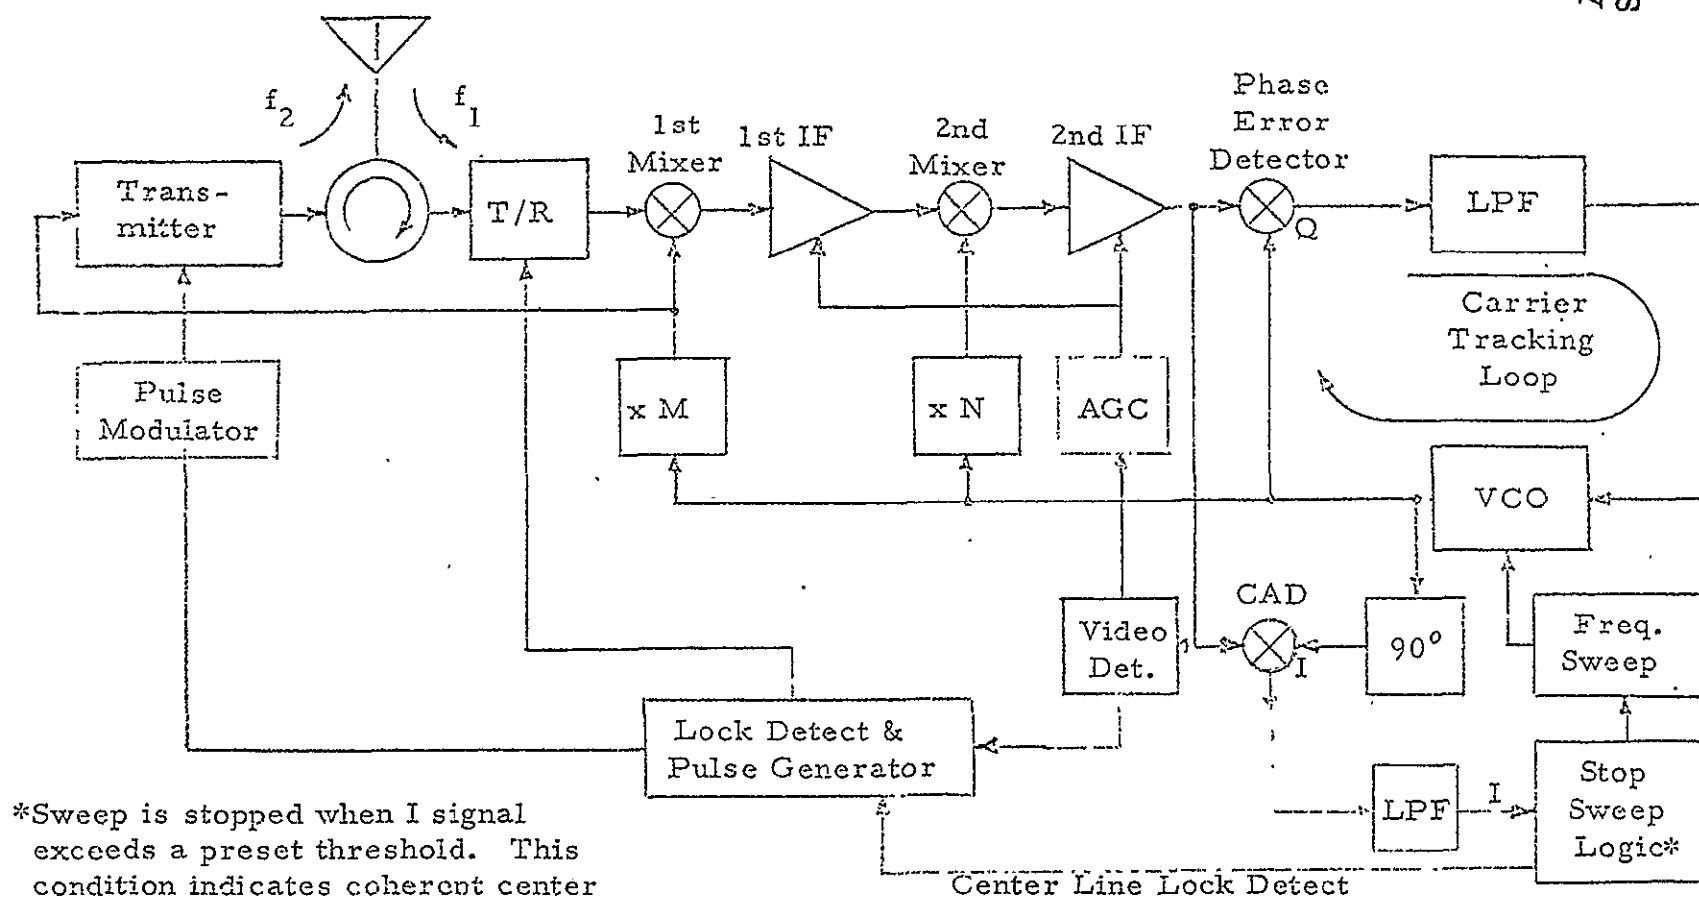 f2
f1
Trans-
mitter
T/R
1st
Mixer
1st IF
2nd
Mixer
2nd IF
Phase
Error
Detector
Q
LPF
Carrier
Tracking
Loop
Pulse
Modulator
x M
x N
AGC
VCO
Video
Det.
CAD
I
90°
Freq.
Sweep
Lock Detect &
Pulse Generator
LPF
I
Stop
Sweep
Logic*
Center Line Lock Detect
*Sweep is stopped when I signal
exceeds a preset threshold. This
condition indicates coherent center